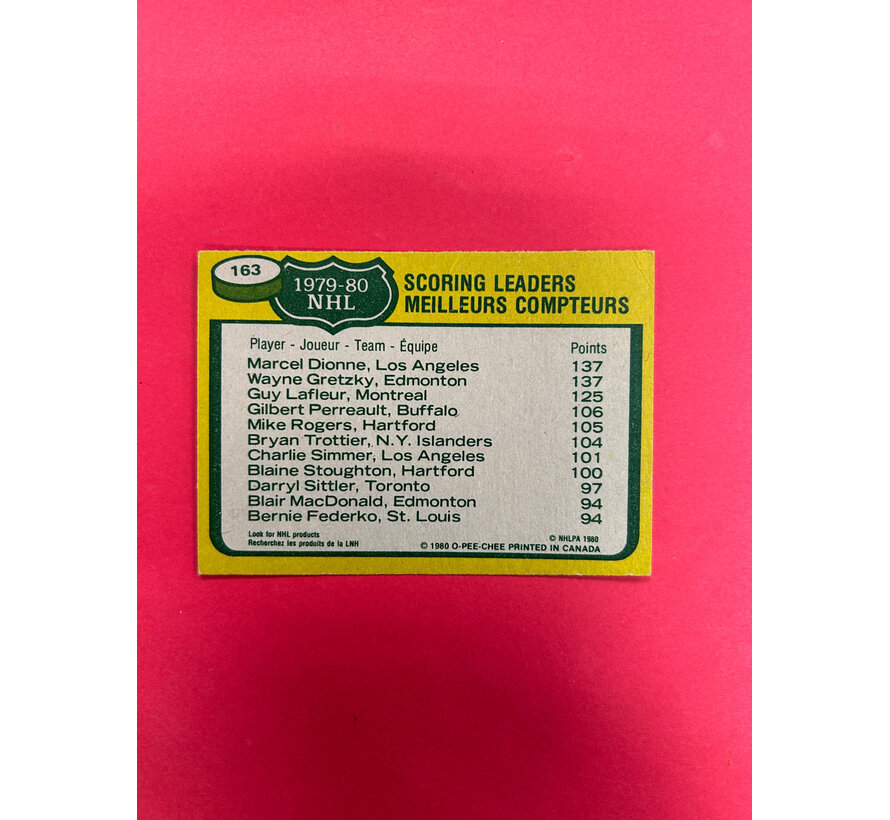 163
1979-80
NHL
SCORING LEADERS
MEILLEURS COMPTEURS
Player - Joueur - Team - Équipe Points
Marcel Dionne, Los Angeles 137
Wayne Gretzky, Edmonton 137
Guy Lafleur, Montreal 125
Gilbert Perreault, Buffalo 106
Mike Rogers, Hartford 105
Bryan Trottier, N.Y. Islanders 104
Charlie Simmer, Los Angeles 101
Blaine Stoughton, Hartford 100
Darryl Sittler, Toronto 97
Blair MacDonald, Edmonton 94
Bernie Federko, St. Louis 94
Look for NHL products
Recherchez les produits de la LNH
© NHLPA 1980
© 1980 O-PEE-CHEE PRINTED IN CANADA